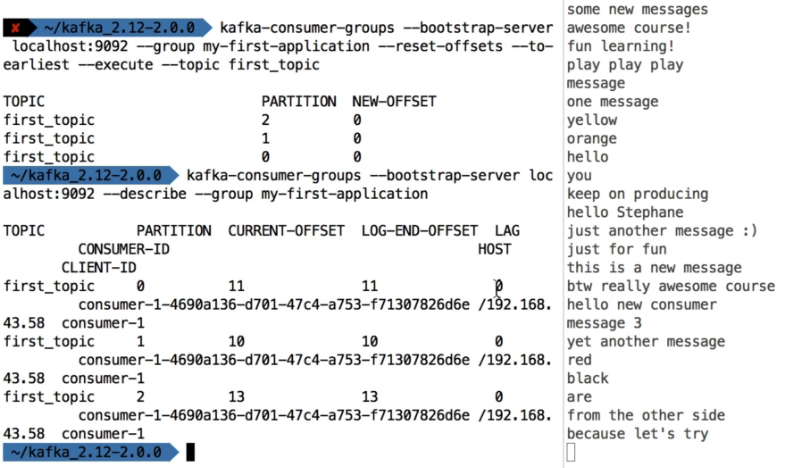 ✘ ~/kafka_2.12-2.0.0 kafka-consumer-groups --bootstrap-server
localhost:9092 --group my-first-application --reset-offsets --to-
earliest --execute --topic first_topic
TOPIC PARTITION NEW-OFFSET
first_topic 2 0
first_topic 1 0
first_topic 0 0
~/kafka_2.12-2.0.0 kafka-consumer-groups --bootstrap-server loc
alhost:9092 --describe --group my-first-application
TOPIC PARTITION CURRENT-OFFSET LOG-END-OFFSET LAG
CONSUMER-ID HOST
CLIENT-ID
first_topic 0 11 11 0
consumer-1-4690a136-d701-47c4-a753-f71307826d6e /192.168.
43.58 consumer-1
first_topic 1 10 10 0
consumer-1-4690a136-d701-47c4-a753-f71307826d6e /192.168.
43.58 consumer-1
first_topic 2 13 13 0
consumer-1-4690a136-d701-47c4-a753-f71307826d6e /192.168.
43.58 consumer-1
~/kafka_2.12-2.0.0
some new messages
awesome course!
fun learning!
play play play
message
one message
yellow
orange
hello
you
keep on producing
hello Stephane
just another message :)
just for fun
this is a new message
btw really awesome course
hello new consumer
message 3
yet another message
red
black
are
from the other side
because let's try